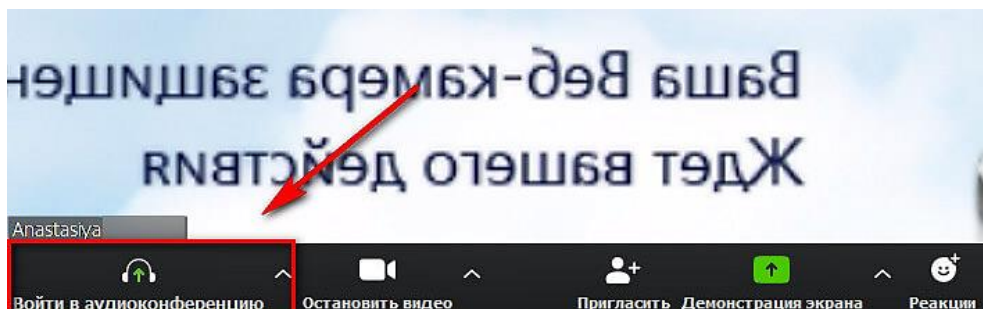 Ваша Веб-камера защищен
Ждет вашего действия
Anastasiya
Войти в аудиоконференцию Остановить видео Пригласить Демонстрация экрана Реакции